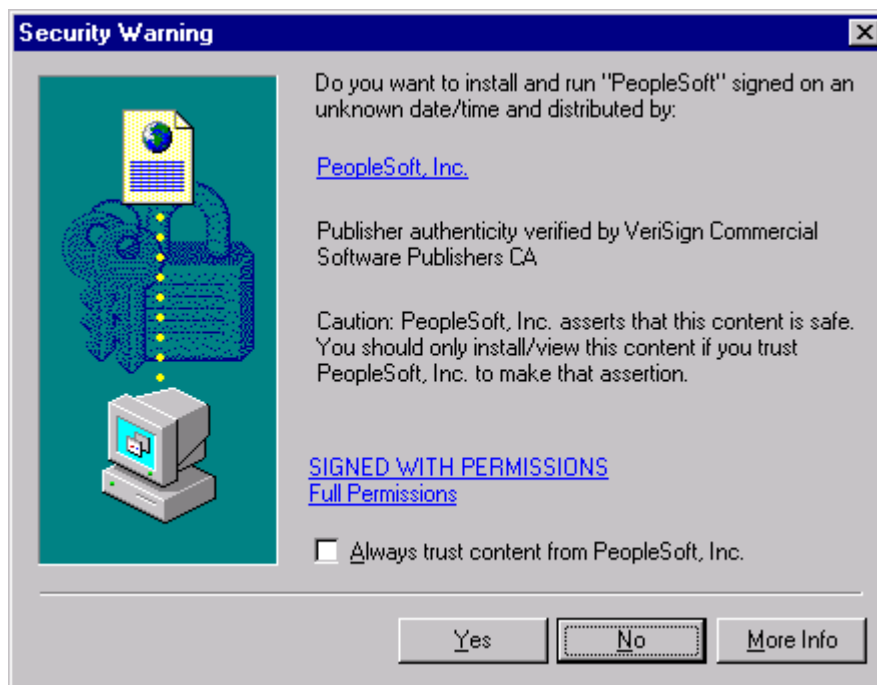 Security Warning
Do you want to install and run "PeopleSoft" signed on an
unknown date/time and distributed by:
PeopleSoft, Inc.
Publisher authenticity verified by VeriSign Commercial
Software Publishers CA
Caution: PeopleSoft, Inc. asserts that this content is safe.
You should only install/view this content if you trust
PeopleSoft, Inc. to make that assertion.
SIGNED WITH PERMISSIONS
Full Permissions
Always trust content from PeopleSoft, Inc.
Yes No More Info